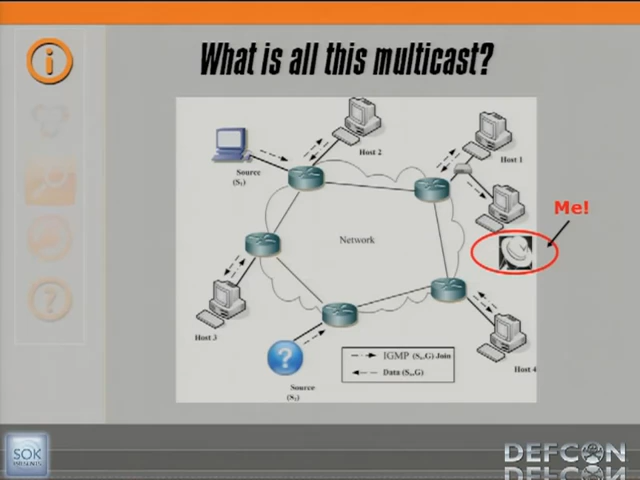 What is all this multicast?
Host 2
Host 1
Source
(S₁)
Me!
Network
Host 3
?
IGMP (S₁,G) Join
Data (S₁,G)
Host 4
Source
(S₂)
?
SOK
PRESENTS
DEFCON